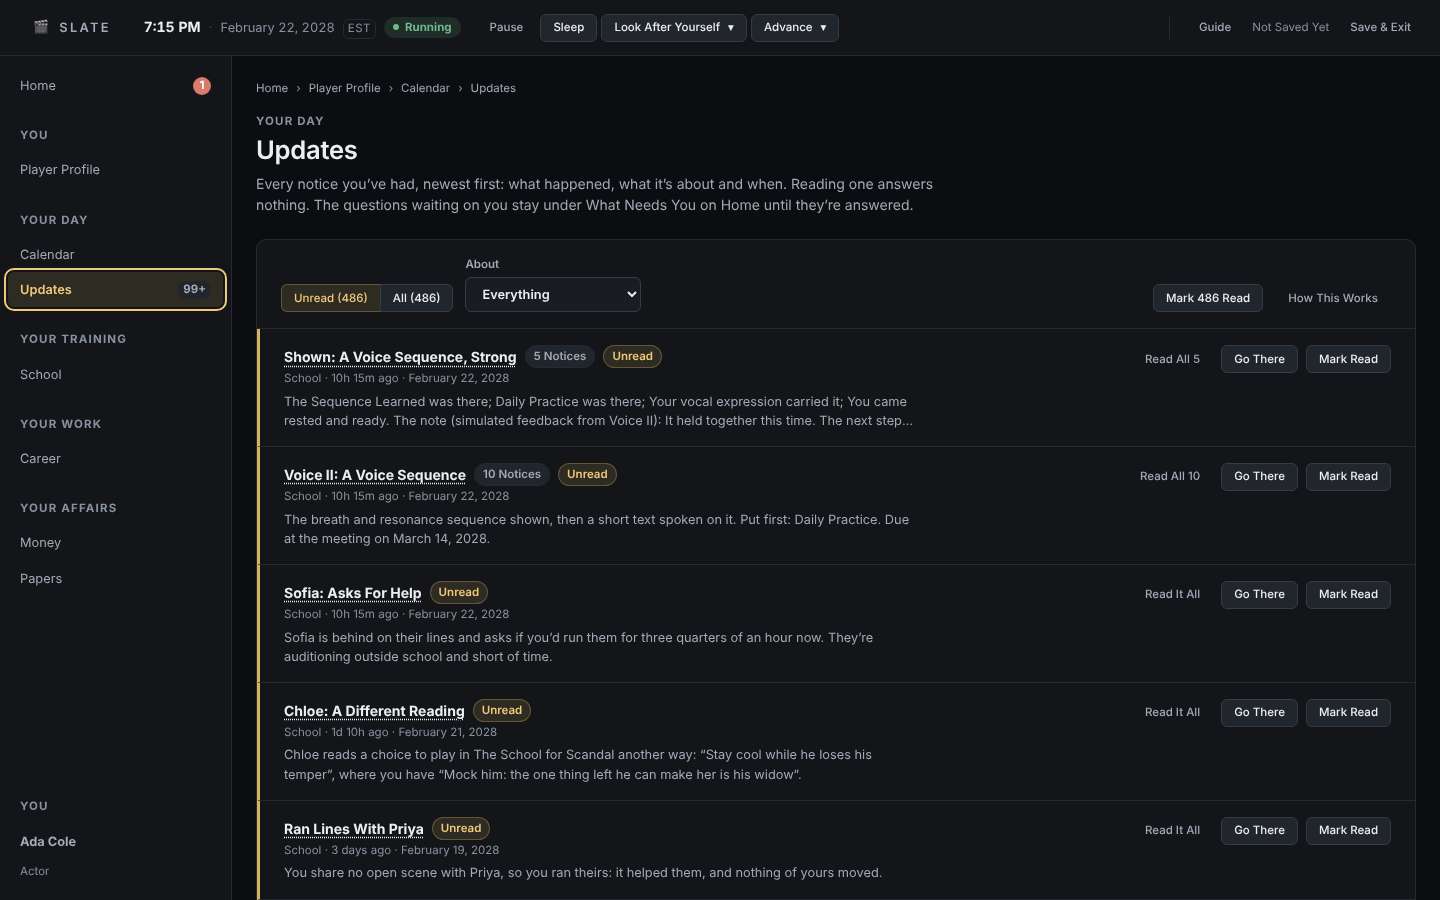 SLATE
7:15 PM · February 22, 2028 EST Running
Pause
Sleep
Look After Yourself ▾
Advance ▾
Guide
Not Saved Yet
Save & Exit
Home 1
YOU
Player Profile
YOUR DAY
Calendar
Updates 99+
YOUR TRAINING
School
YOUR WORK
Career
YOUR AFFAIRS
Money
Papers
YOU
Ada Cole
Actor
Home › Player Profile › Calendar › Updates
YOUR DAY
Updates
Every notice you’ve had, newest first: what happened, what it’s about and when. Reading one answers
nothing. The questions waiting on you stay under What Needs You on Home until they’re answered.
About
Unread (486) All (486) Everything Mark 486 Read How This Works
Shown: A Voice Sequence, Strong 5 Notices Unread Read All 5 Go There Mark Read
School · 10h 15m ago · February 22, 2028
The Sequence Learned was there; Daily Practice was there; Your vocal expression carried it; You came
rested and ready. The note (simulated feedback from Voice II): It held together this time. The next step…
Voice II: A Voice Sequence 10 Notices Unread Read All 10 Go There Mark Read
School · 10h 15m ago · February 22, 2028
The breath and resonance sequence shown, then a short text spoken on it. Put first: Daily Practice. Due
at the meeting on March 14, 2028.
Sofia: Asks For Help Unread Read It All Go There Mark Read
School · 10h 15m ago · February 22, 2028
Sofia is behind on their lines and asks if you’d run them for three quarters of an hour now. They’re
auditioning outside school and short of time.
Chloe: A Different Reading Unread Read It All Go There Mark Read
School · 1d 10h ago · February 21, 2028
Chloe reads a choice to play in The School for Scandal another way: “Stay cool while he loses his
temper”, where you have “Mock him: the one thing left he can make her is his widow”.
Ran Lines With Priya Unread Read It All Go There Mark Read
School · 3 days ago · February 19, 2028
You share no open scene with Priya, so you ran theirs: it helped them, and nothing of yours moved.